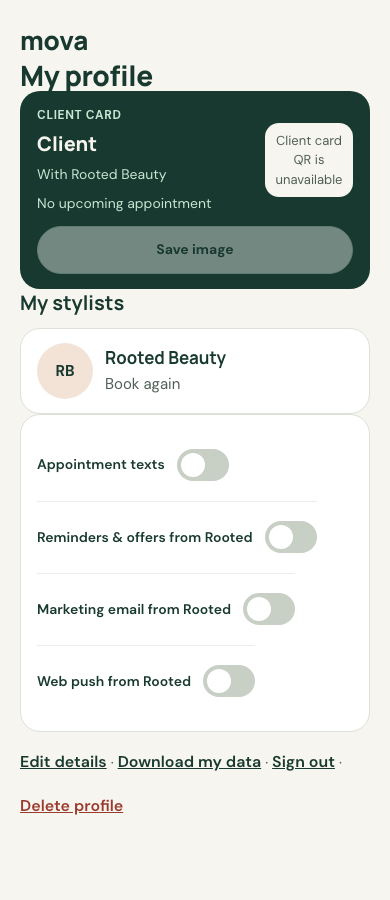 mova
My profile
CLIENT CARD
Client
With Rooted Beauty
No upcoming appointment
Client card
QR is
unavailable
Save image
My stylists
RB
Rooted Beauty
Book again
Appointment texts
Reminders & offers from Rooted
Marketing email from Rooted
Web push from Rooted
Edit details · Download my data · Sign out ·
Delete profile